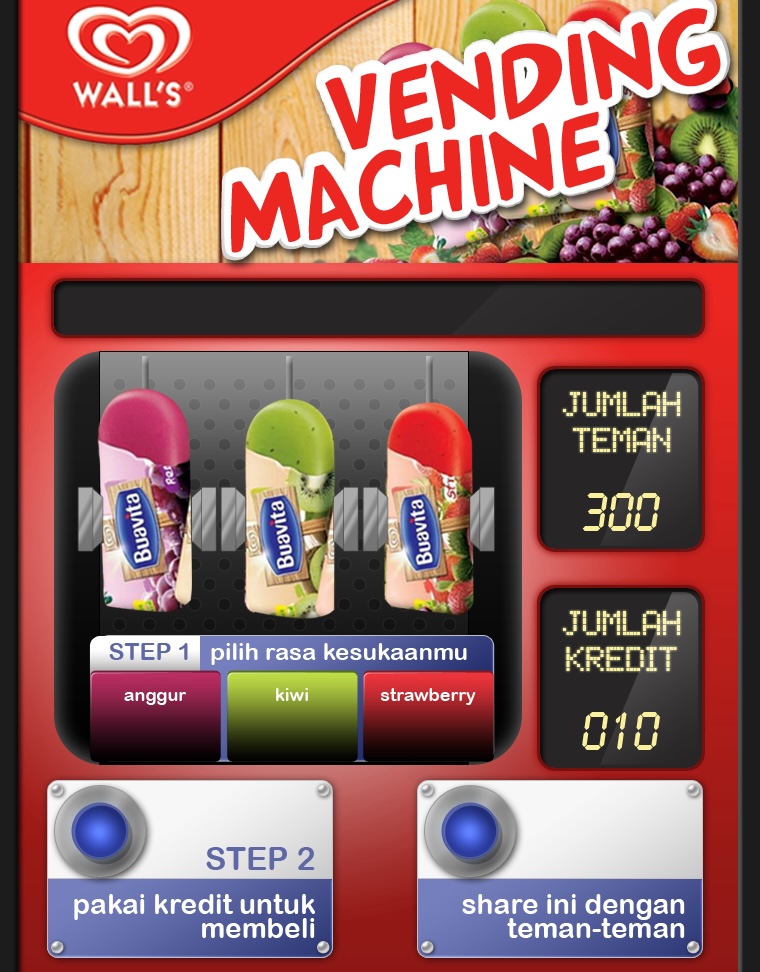 WALL'S®
VENDING
MACHINE
JUMLAH
TEMAN
300
Buavita
Buavita
Buavita
JUMLAH
KREDIT
010
STEP 1 pilih rasa kesukaanmu
anggur kiwi strawberry
STEP 2
pakai kredit untuk
membeli
share ini dengan
teman-teman